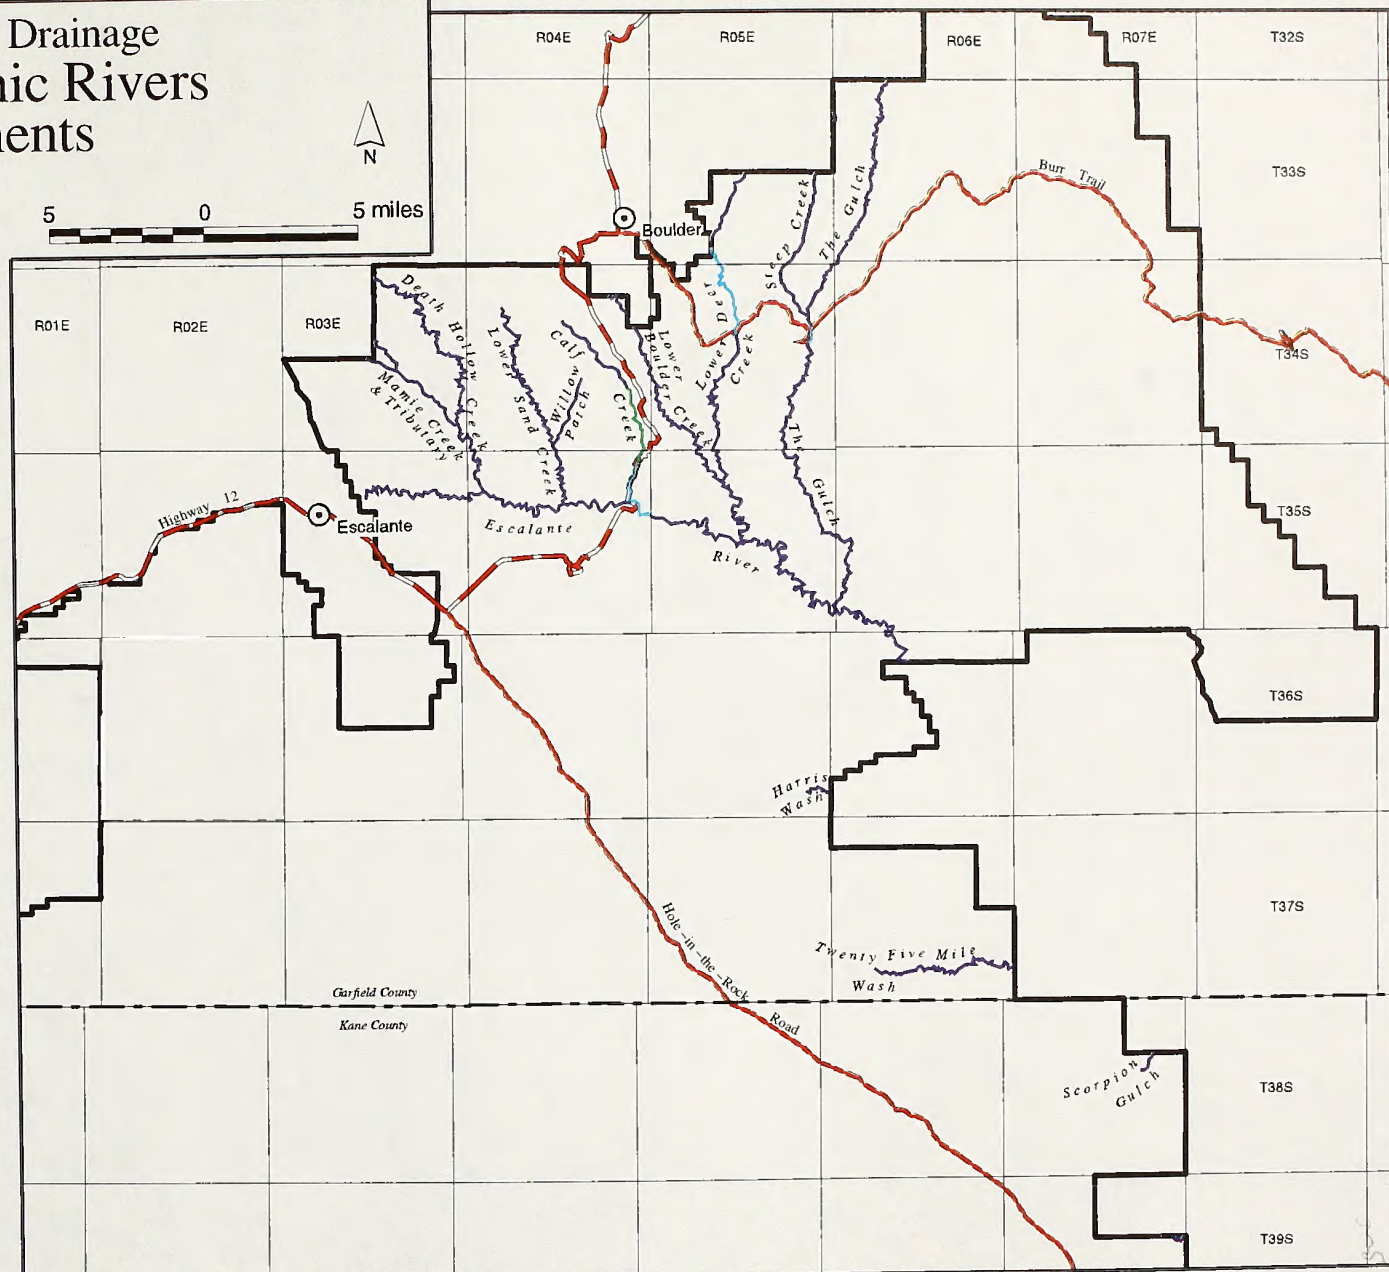 Drainage
nic Rivers
nents
N
5 0 5 miles
R04E
R05E
R06E
R07E
T32S
T33S
Burr Trail
Boulder
Steep Creek
The Gulch
R01E
R02E
R03E
Death Hollow Creek
Mamie Creek
& Tributary
Lower Sand Creek
Willow
Patch
Calf Creek
Lower
Boulder Creek
Lower Deer
Creek
The Gulch
T34S
Highway 12
Escalante
Escalante River
T35S
T36S
Harris
Wash
T37S
Hole-in-the-Rock Road
Twenty Five Mile
Wash
Garfield County
Kane County
Scorpion
Gulch
T38S
T39S